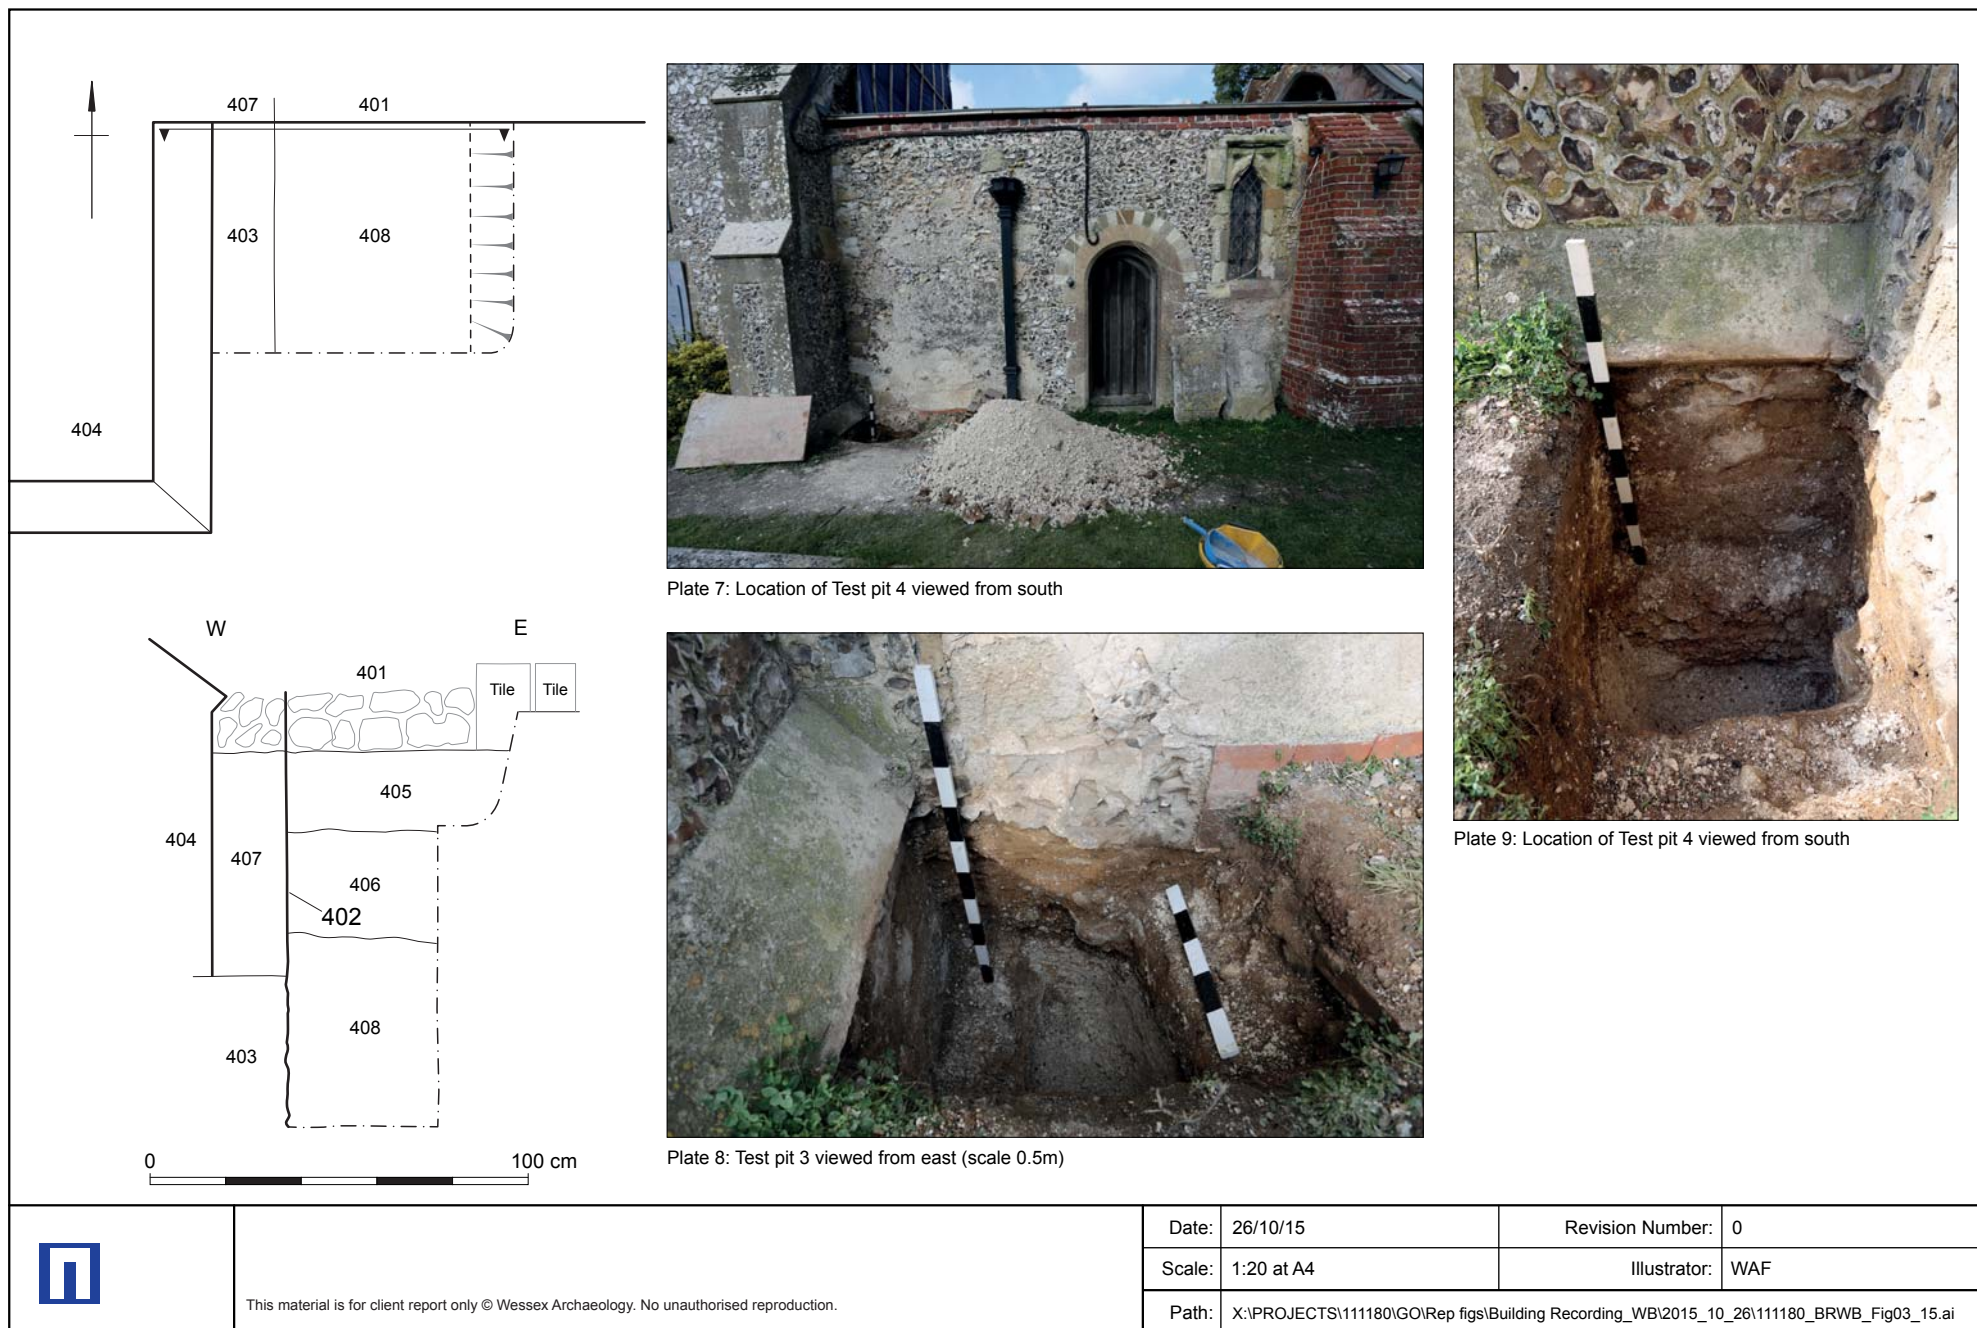 407 401
403 408
404
W E
401
Tile Tile
405
404
407
406
402
408
403
0 100 cm
Plate 7: Location of Test pit 4 viewed from south
Plate 8: Test pit 3 viewed from east (scale 0.5m)
Plate 9: Location of Test pit 4 viewed from south
This material is for client report only © Wessex Archaeology. No unauthorised reproduction.
Date: 26/10/15 Revision Number: 0
Scale: 1:20 at A4 Illustrator: WAF
Path: X:\PROJECTS\111180\GO\Rep figs\Building Recording_WB\2015_10_26\111180_BRWB_Fig03_15.ai